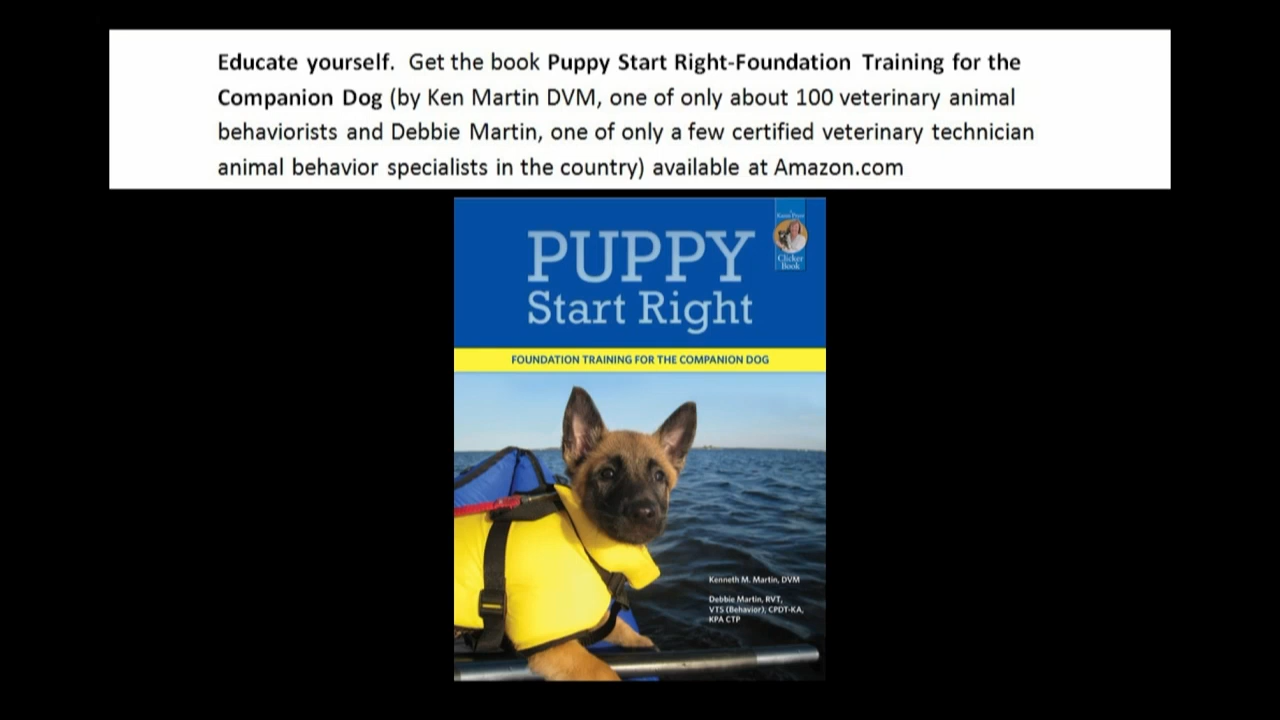 Educate yourself.  Get the book Puppy Start Right-Foundation Training for the
Companion Dog (by Ken Martin DVM, one of only about 100 veterinary animal
behaviorists and Debbie Martin, one of only a few certified veterinary technician
animal behavior specialists in the country) available at Amazon.com
Karen Pryor
Clicker
Book
PUPPY
Start Right
FOUNDATION TRAINING FOR THE COMPANION DOG
Kenneth M. Martin, DVM
Debbie Martin, RVT,
VTS (Behavior), CPDT-KA,
KPA CTP